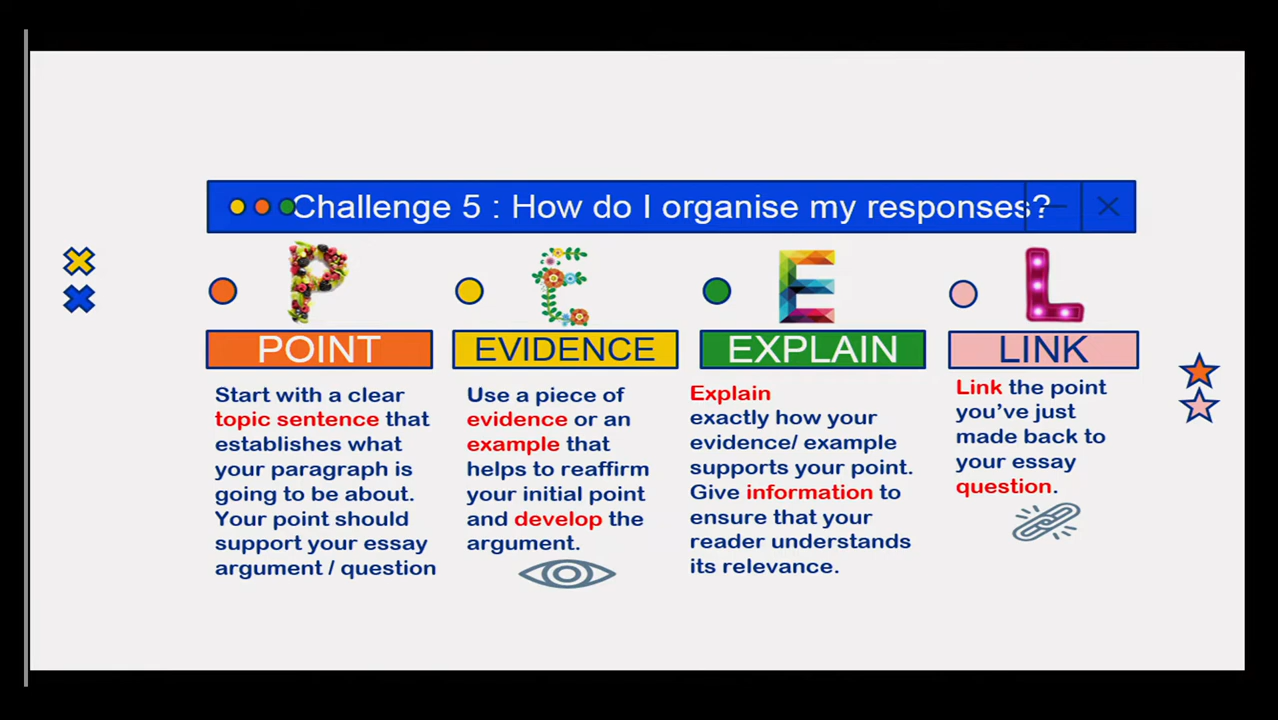 Challenge 5 : How do I organise my responses?
P
E
E
L
POINT
EVIDENCE
EXPLAIN
LINK
Start with a clear
topic sentence that
establishes what
your paragraph is
going to be about.
Your point should
support your essay
argument / question
Use a piece of
evidence or an
example that
helps to reaffirm
your initial point
and develop the
argument.
Explain
exactly how your
evidence/ example
supports your point.
Give information to
ensure that your
reader understands
its relevance.
Link the point
you’ve just
made back to
your essay
question.